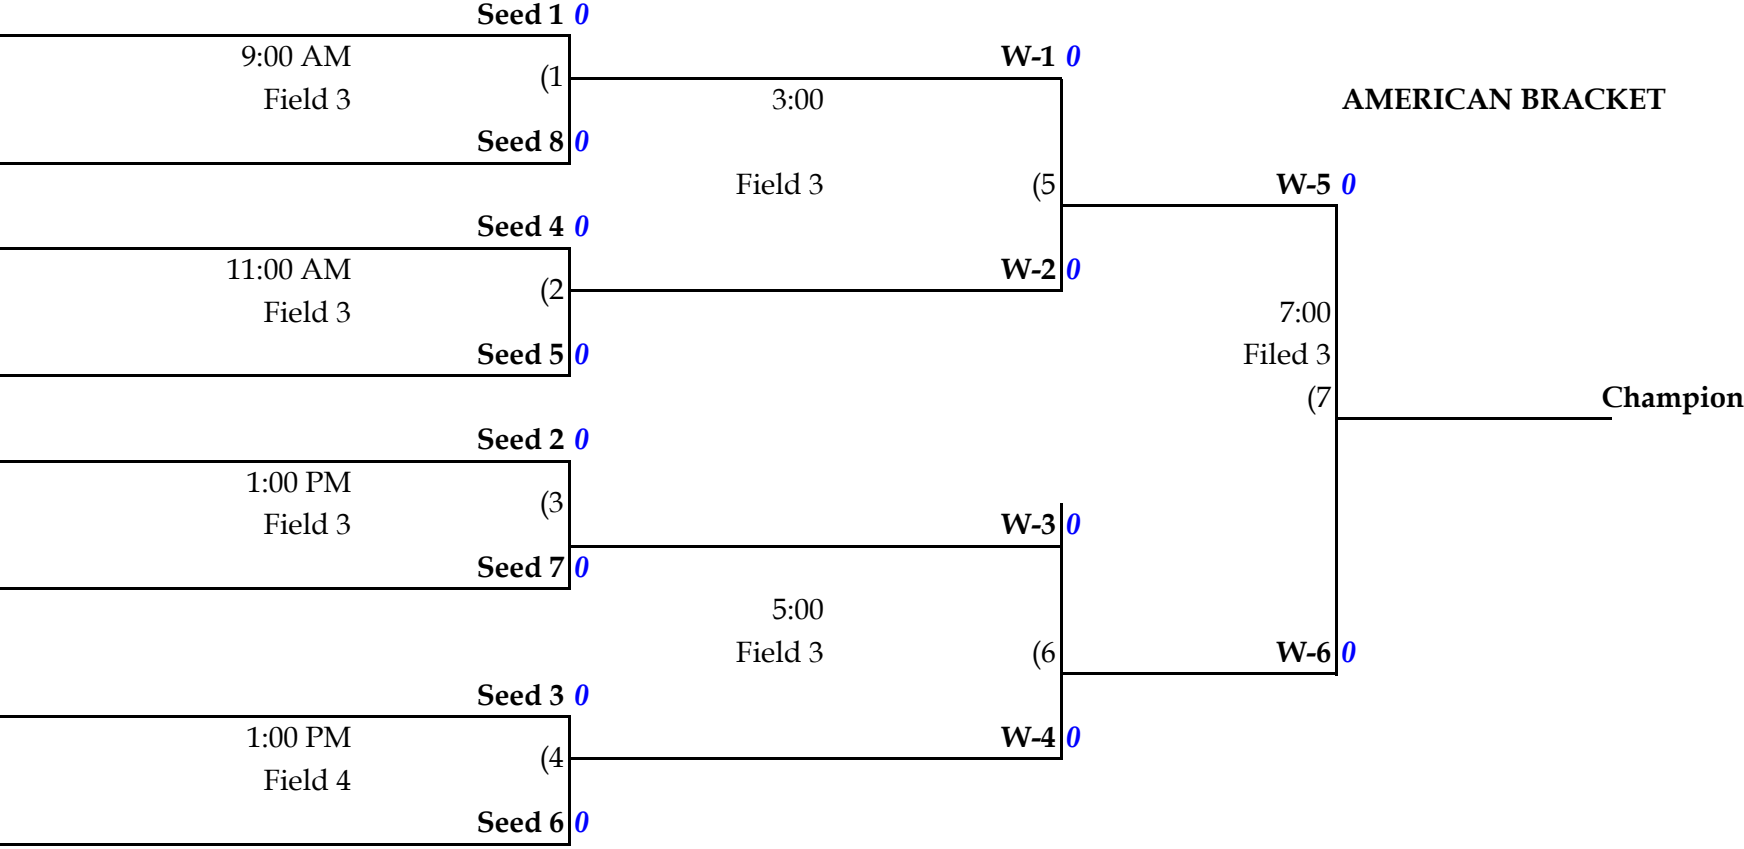 Seed 1 0
9:00 AM
(1
Field 3
Seed 8 0
Seed 4 0
11:00 AM
(2
Field 3
Seed 5 0
Seed 2 0
1:00 PM
(3
Field 3
Seed 7 0
Seed 3 0
1:00 PM
(4
Field 4
Seed 6 0
W-1 0
3:00
Field 3 (5
W-2 0
W-3 0
5:00
Field 3 (6
W-4 0
AMERICAN BRACKET
W-5 0
7:00
Filed 3
(7
W-6 0
Champion